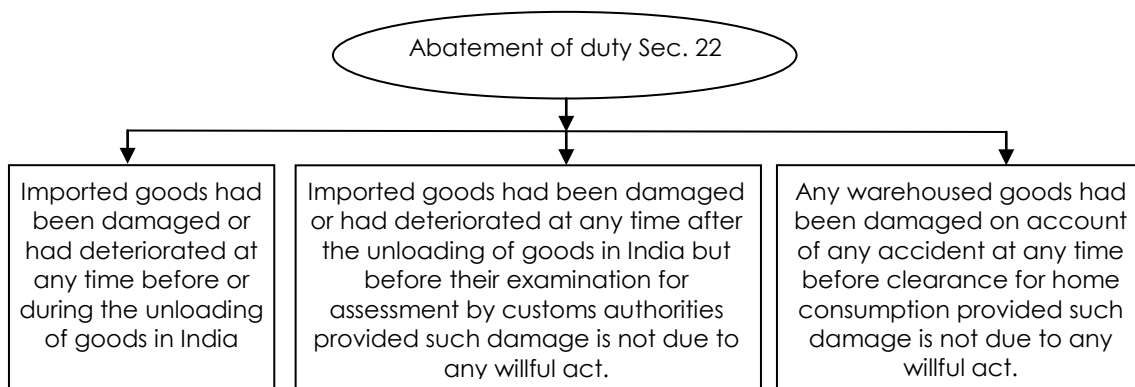 Abatement of duty Sec. 22
Imported goods had
been damaged or
had deteriorated at
any time before or
during the unloading
of goods in India
Imported goods had been damaged
or had deteriorated at any time after
the unloading of goods in India but
before their examination for
assessment by customs authorities
provided such damage is not due to
any willful act.
Any warehoused goods had
been damaged on account
of any accident at any time
before clearance for home
consumption provided such
damage is not due to any
willful act.